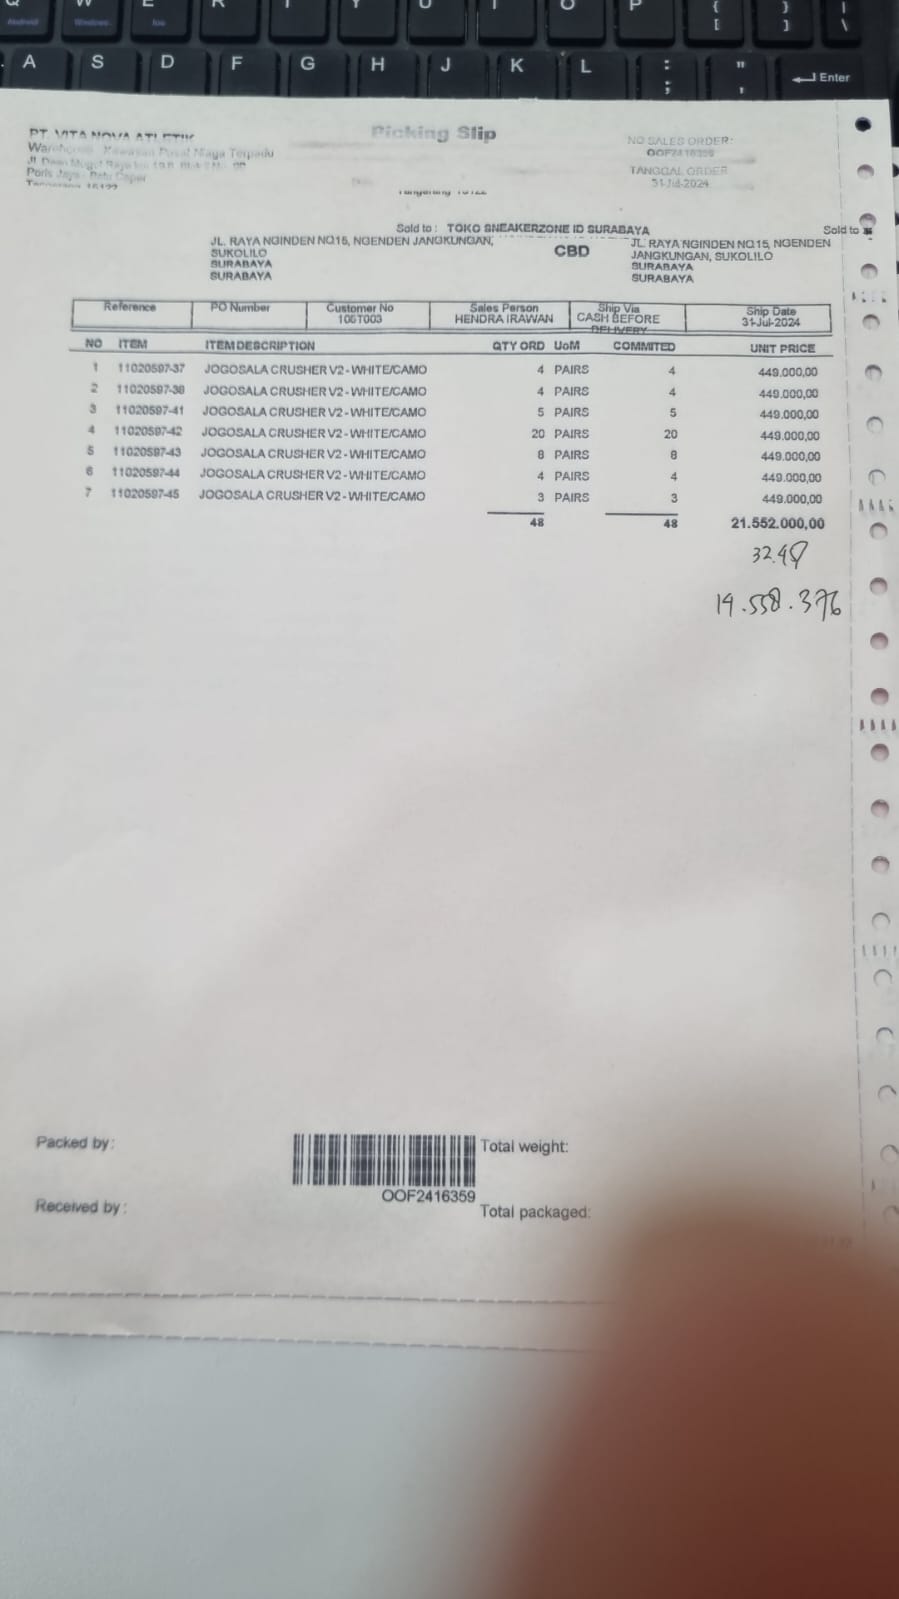 Q W E R T Y U I O P { [ } ] | \
Android Windows
A S D F G H J K L : ; " ' Enter
PT. VITA NOVA ATLETIK
Picking Slip
NO SALES ORDER:
OOF2416359
Warehouse : Kawasan Pusat Niaga Terpadu
TANGGAL ORDER
31-Jul-2024
Poris Jaya - Batu Ceper
Tangerang 15122
Tangerang 15122
Sold to : TOKO SNEAKERZONE ID SURABAYA
Sold to
JL. RAYA NGINDEN NO.15, NGENDEN JANGKUNGAN,
SUKOLILO
SURABAYA
SURABAYA
CBD
JL. RAYA NGINDEN NO.15, NGENDEN
JANGKUNGAN, SUKOLILO
SURABAYA
SURABAYA
Reference PO Number Customer No Sales Person Ship Via Ship Date
106T003 HENDRA IRAWAN CASH BEFORE DELIVERY 31-Jul-2024
NO ITEM ITEM DESCRIPTION QTY ORD UoM COMMITED UNIT PRICE
1 11020597-37 JOGOSALA CRUSHER V2 - WHITE/CAMO 4 PAIRS 4 449.000,00
2 11020597-38 JOGOSALA CRUSHER V2 - WHITE/CAMO 4 PAIRS 4 449.000,00
3 11020597-41 JOGOSALA CRUSHER V2 - WHITE/CAMO 5 PAIRS 5 449.000,00
4 11020597-42 JOGOSALA CRUSHER V2 - WHITE/CAMO 20 PAIRS 20 449.000,00
5 11020597-43 JOGOSALA CRUSHER V2 - WHITE/CAMO 8 PAIRS 8 449.000,00
6 11020597-44 JOGOSALA CRUSHER V2 - WHITE/CAMO 4 PAIRS 4 449.000,00
7 11020597-45 JOGOSALA CRUSHER V2 - WHITE/CAMO 3 PAIRS 3 449.000,00
48 48 21.552.000,00
14.558.376
Packed by :
Total weight:
OOF2416359
Received by :
Total packaged: